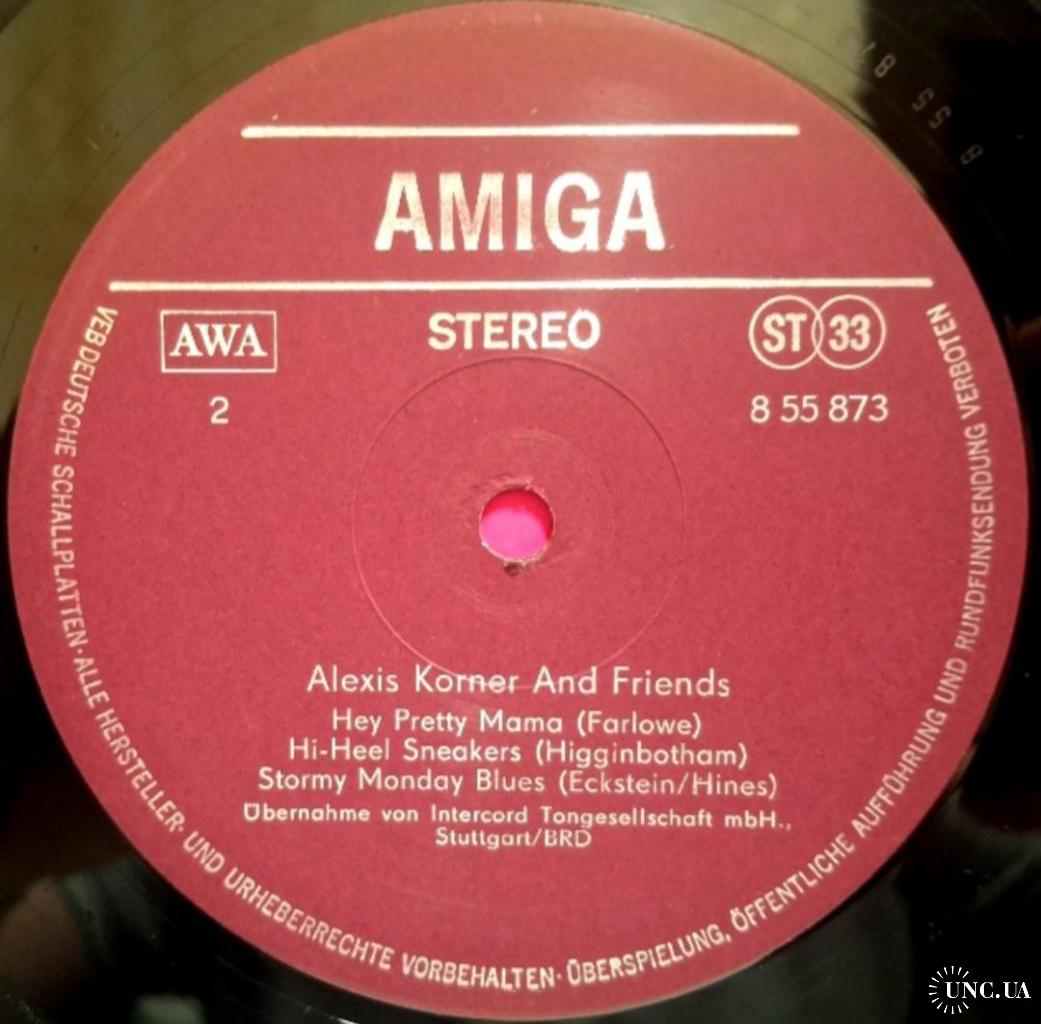 AMIGA
AWA
STEREO
ST 33
2
8 55 873
Alexis Korner And Friends
Hey Pretty Mama (Farlowe)
Hi-Heel Sneakers (Higginbotham)
Stormy Monday Blues (Eckstein/Hines)
Übernahme von Intercord Tongesellschaft mbH.,
Stuttgart/BRD
VEB DEUTSCHE SCHALLPLATTEN·ALLE HERSTELLER- UND URHEBERRECHTE VORBEHALTEN·ÜBERSPIELUNG, ÖFFENTLICHE AUFFÜHRUNG UND RUNDFUNKSENDUNG VERBOTEN
8 55
UNC.UA